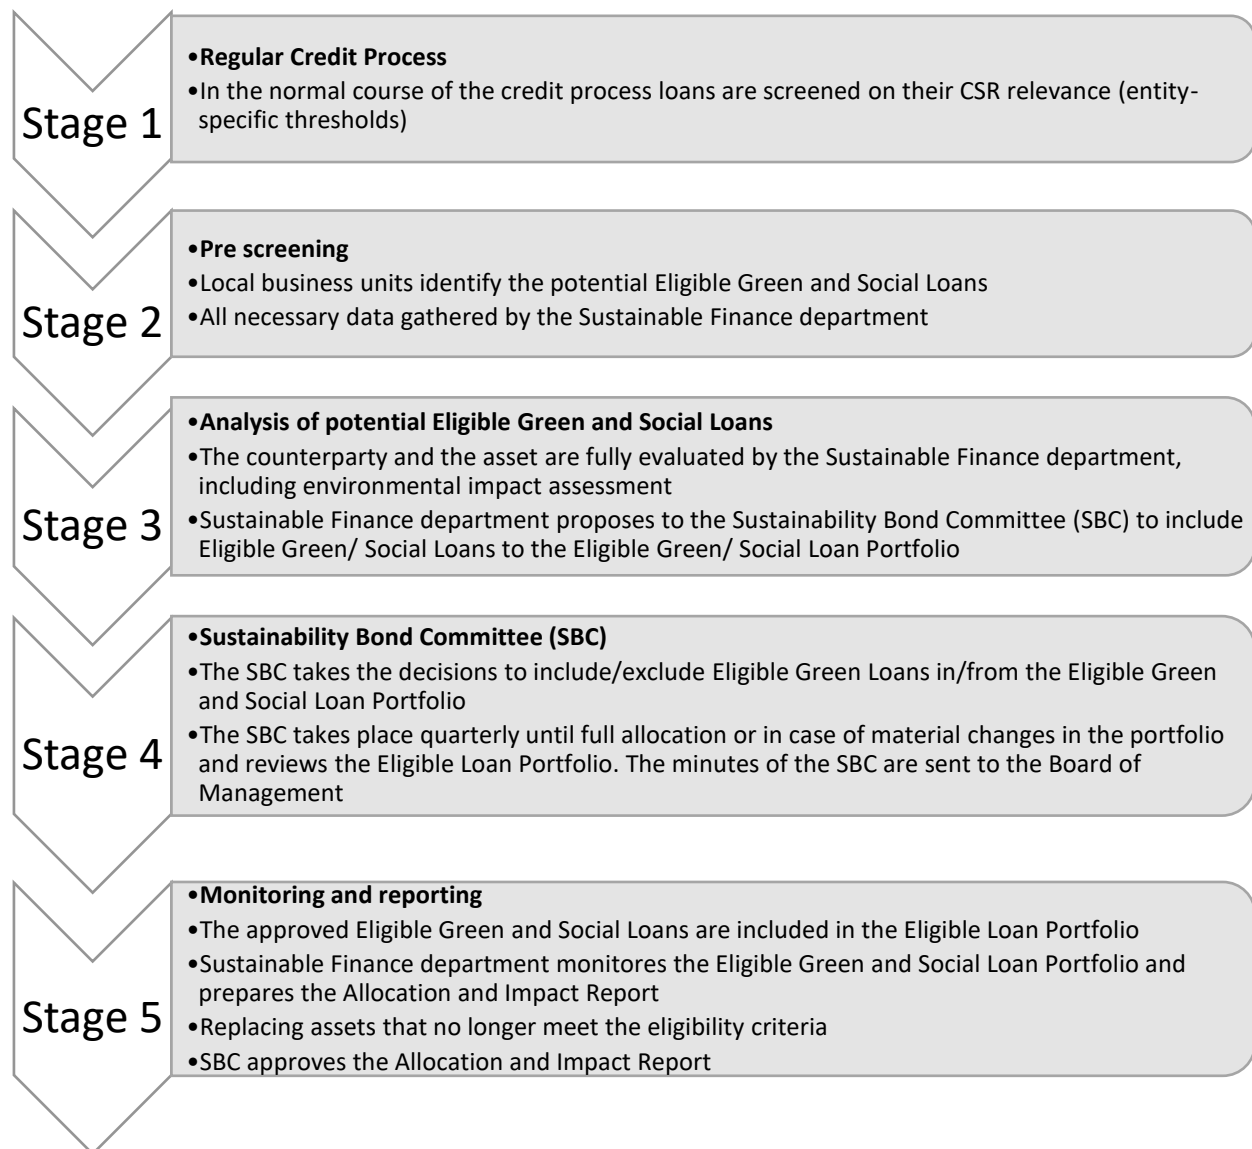 Stage 1
•Regular Credit Process
•In the normal course of the credit process loans are screened on their CSR relevance (entity-
specific thresholds)
Stage 2
•Pre screening
•Local business units identify the potential Eligible Green and Social Loans
•All necessary data gathered by the Sustainable Finance department
Stage 3
•Analysis of potential Eligible Green and Social Loans
•The counterparty and the asset are fully evaluated by the Sustainable Finance department,
including environmental impact assessment
•Sustainable Finance department proposes to the Sustainability Bond Committee (SBC) to include
Eligible Green/ Social Loans to the Eligible Green/ Social Loan Portfolio
Stage 4
•Sustainability Bond Committee (SBC)
•The SBC takes the decisions to include/exclude Eligible Green Loans in/from the Eligible Green
and Social Loan Portfolio
•The SBC takes place quarterly until full allocation or in case of material changes in the portfolio
and reviews the Eligible Loan Portfolio. The minutes of the SBC are sent to the Board of
Management
Stage 5
•Monitoring and reporting
•The approved Eligible Green and Social Loans are included in the Eligible Loan Portfolio
•Sustainable Finance department monitores the Eligible Green and Social Loan Portfolio and
prepares the Allocation and Impact Report
•Replacing assets that no longer meet the eligibility criteria
•SBC approves the Allocation and Impact Report